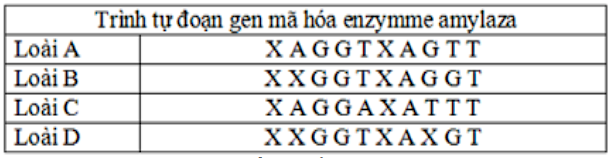 Trình tự đoạn gen mã hóa enzymme amylaza
Loài A X A G G T X A G T T
Loài B X X G G T X A G G T
Loài C X A G G A X A T T T
Loài D X X G G T X A X G T